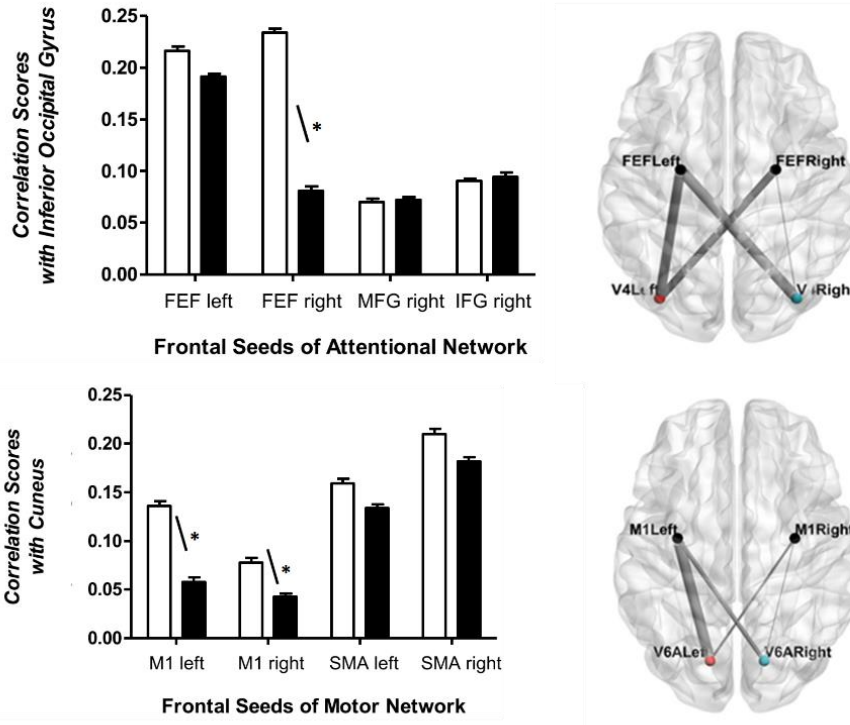 Correlation Scores
with Inferior Occipital Gyrus
0.25
0.20
0.15
0.10
0.05
0.00
*
FEF left FEF right MFG right IFG right
Frontal Seeds of Attentional Network
FEFLeft FEFRight
V4Left V4Right
Correlation Scores
with Cuneus
0.25
0.20
0.15
0.10
0.05
0.00
*
*
M1 left M1 right SMA left SMA right
Frontal Seeds of Motor Network
M1Left M1Right
V6ALeft V6ARight